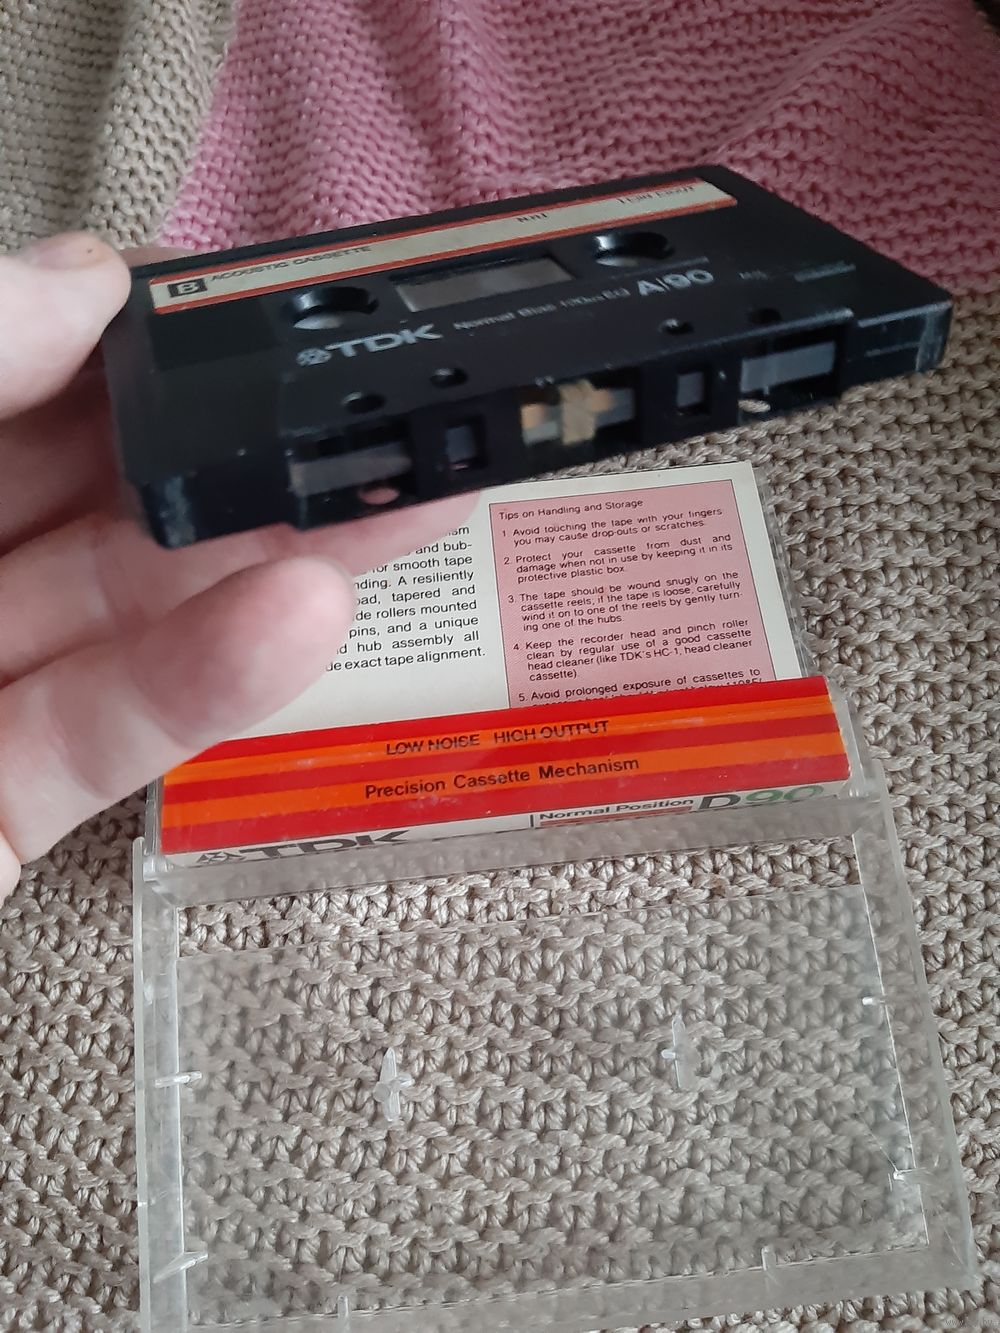 B ACOUSTIC CASSETTE
TDK Normal Bias A/90
ism
and bub-
for smooth tape
nding. A resiliently
pad, tapered and
de rollers mounted
pins, and a unique
d hub assembly all
e exact tape alignment.
Tips on Handling and Storage
1. Avoid touching the tape with your fingers
you may cause drop-outs or scratches.
2. Protect your cassette from dust and
damage when not in use by keeping it in its
protective plastic box.
3. The tape should be wound snugly on the
cassette reels; if the tape is loose, carefully
wind it on to one of the reels by gently turn-
ing one of the hubs.
4. Keep the recorder head and pinch roller
clean by regular use of a good cassette
head cleaner (like TDK's HC-1, head cleaner
cassette)
5. Avoid prolonged exposure of cassettes to
LOW NOISE HIGH OUTPUT
Precision Cassette Mechanism
TDK Normal Position D90